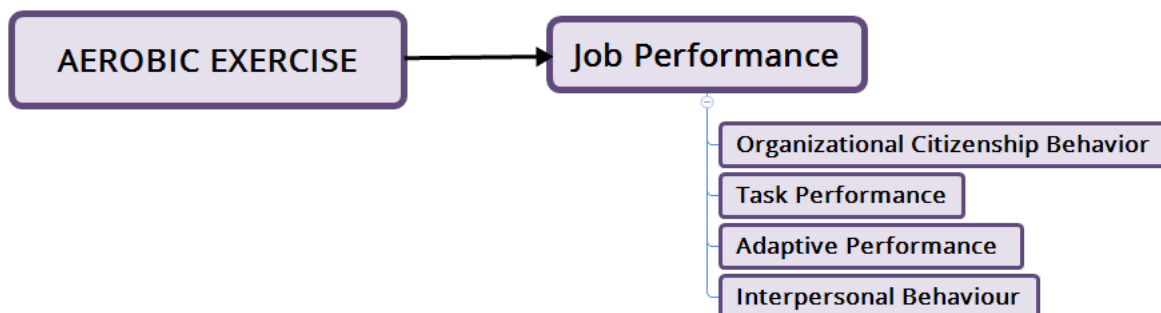 AEROBIC EXERCISE
Job Performance
Organizational Citizenship Behavior
Task Performance
Adaptive Performance
Interpersonal Behaviour